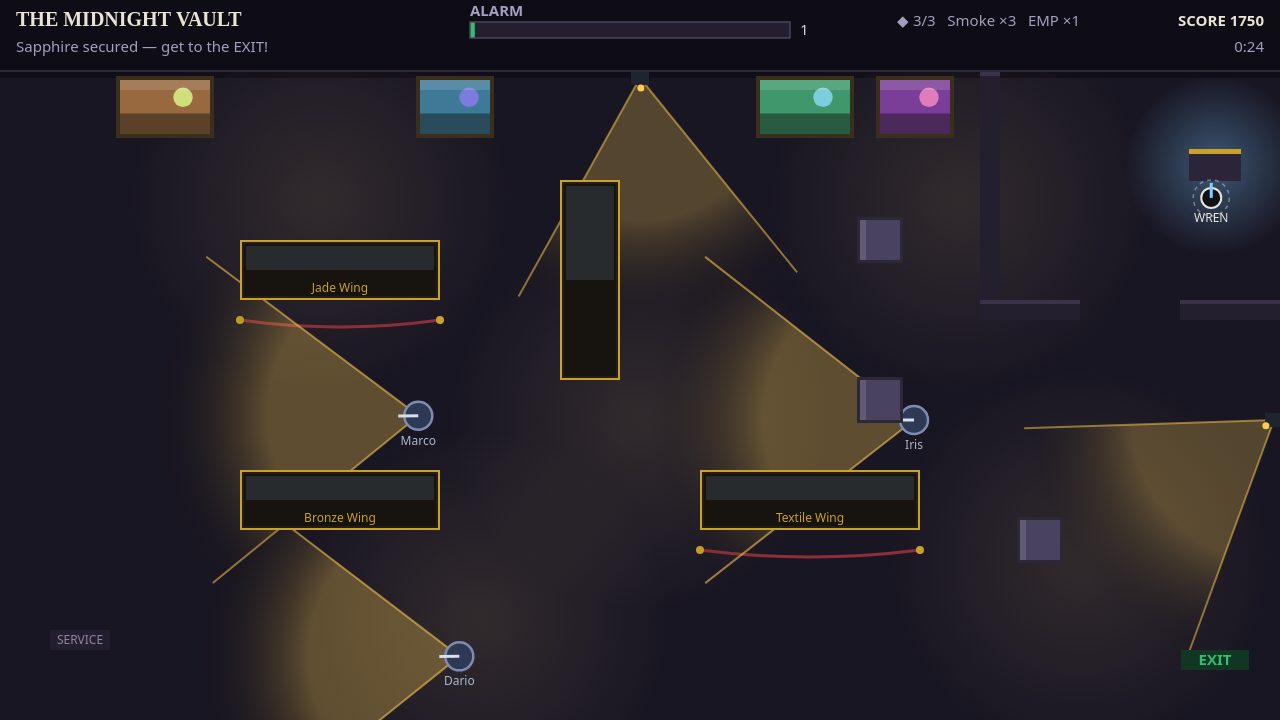 THE MIDNIGHT VAULT
Sapphire secured — get to the EXIT!
ALARM
1
◆ 3/3 Smoke ×3 EMP ×1
SCORE 1750
0:24
WREN
Jade Wing
Marco
Iris
Bronze Wing
Textile Wing
SERVICE
EXIT
Dario